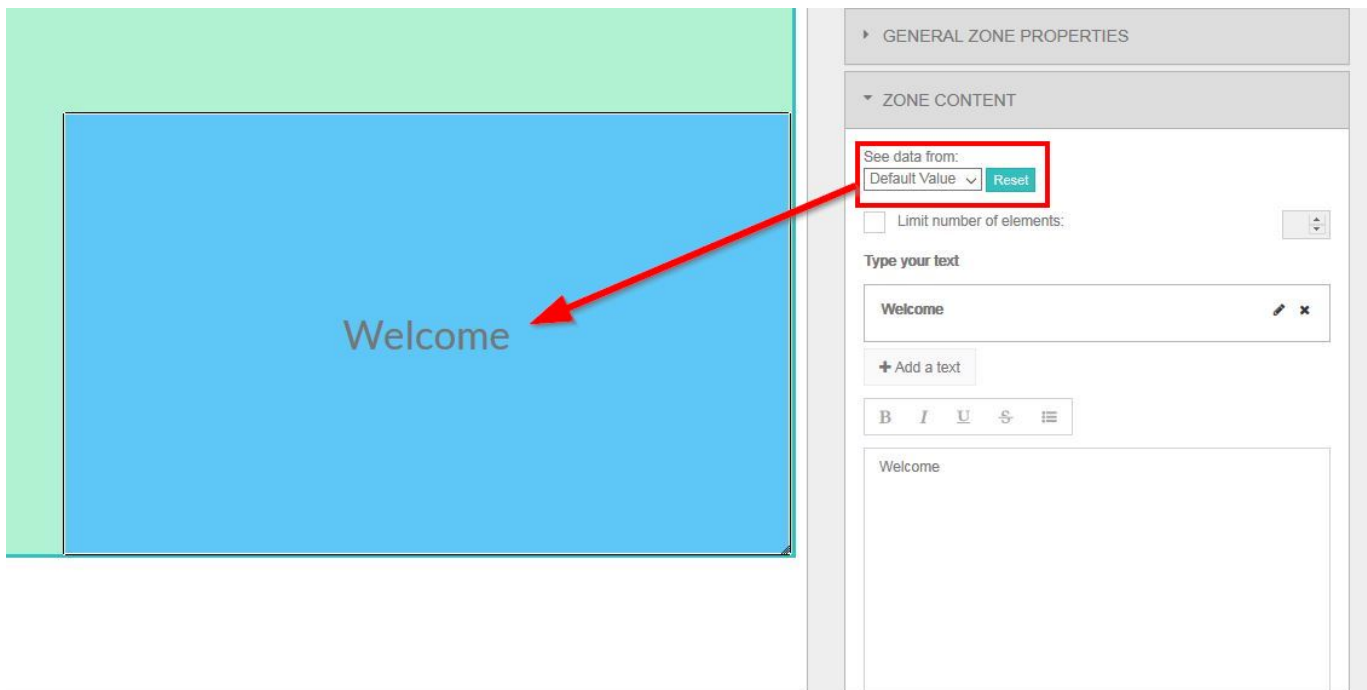 Welcome
GENERAL ZONE PROPERTIES
ZONE CONTENT
See data from:
Default Value Reset
Limit number of elements:
Type your text
Welcome
+ Add a text
B I U S
Welcome